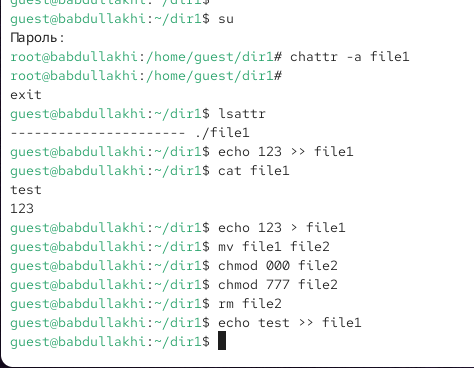 guest@babdullakhi:~/dir1$
guest@babdullakhi:~/dir1$ su
Пароль:
root@babdullakhi:/home/guest/dir1# chattr -a file1
root@babdullakhi:/home/guest/dir1#
exit
guest@babdullakhi:~/dir1$ lsattr
---------------------- ./file1
guest@babdullakhi:~/dir1$ echo 123 >> file1
guest@babdullakhi:~/dir1$ cat file1
test
123
guest@babdullakhi:~/dir1$ echo 123 > file1
guest@babdullakhi:~/dir1$ mv file1 file2
guest@babdullakhi:~/dir1$ chmod 000 file2
guest@babdullakhi:~/dir1$ chmod 777 file2
guest@babdullakhi:~/dir1$ rm file2
guest@babdullakhi:~/dir1$ echo test >> file1
guest@babdullakhi:~/dir1$